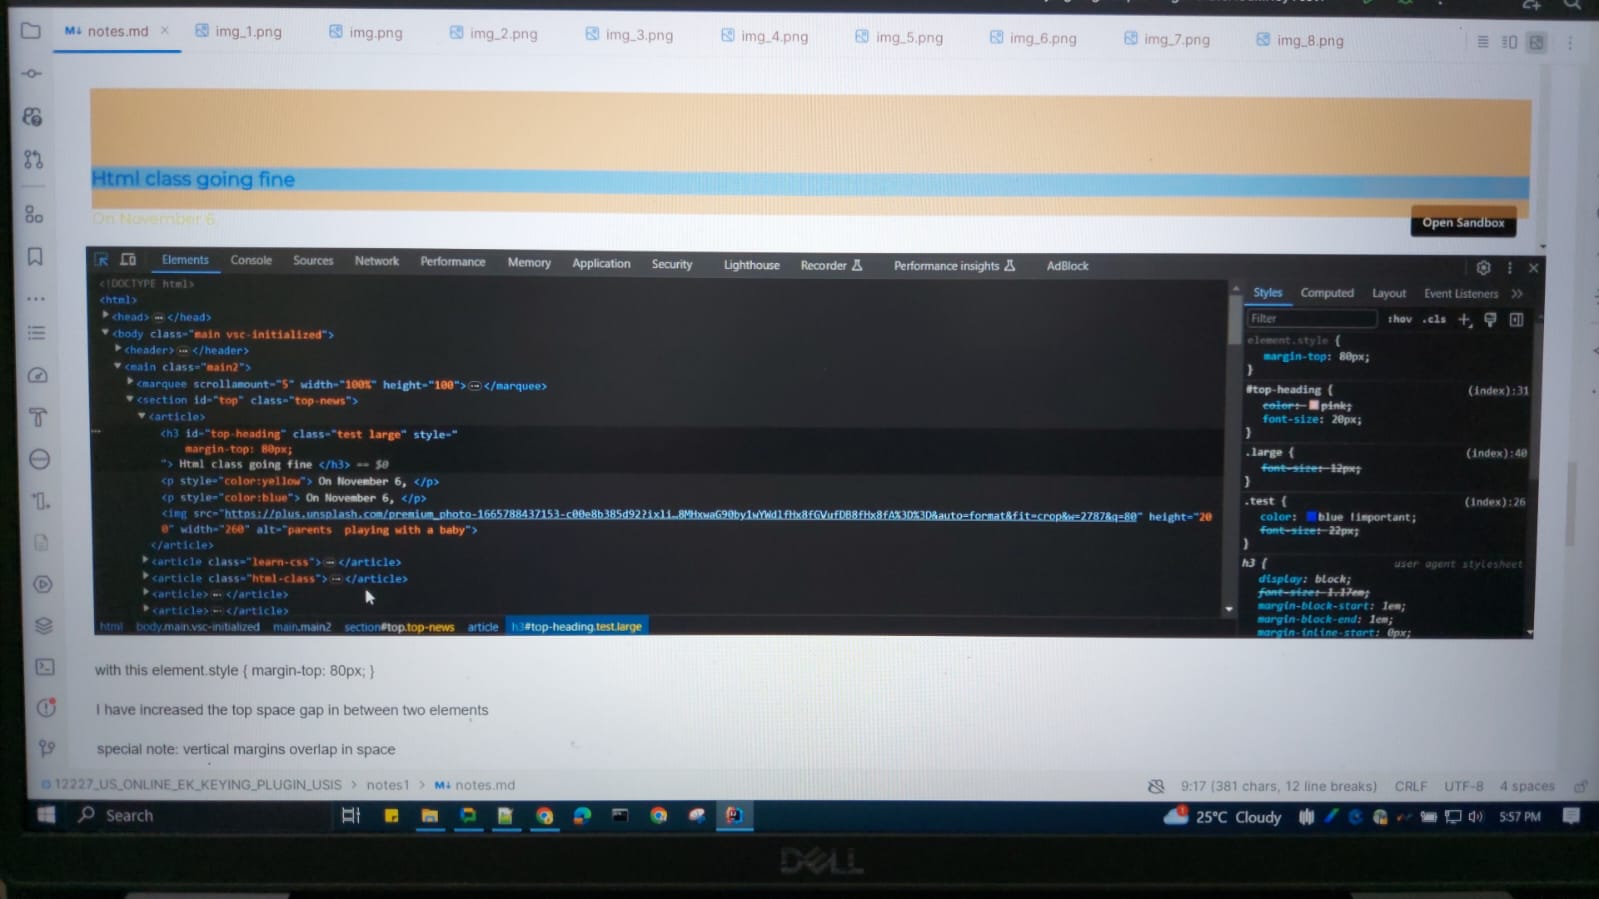 notes.md × img_1.png img.png img_2.png img_3.png img_4.png img_5.png img_6.png img_7.png img_8.png
Html class going fine
On November 6,
Open Sandbox
Elements Console Sources Network Performance Memory Application Security Lighthouse Recorder Performance insights AdBlock
<!DOCTYPE html>
<html>
<head> … </head>
<body class="main vsc-initialized">
<header> … </header>
<main class="main2">
<marquee scrollamount="5" width="100%" height="100"> … </marquee>
<section id="top" class="top-news">
<article>
<h3 id="top-heading" class="test large" style="
margin-top: 80px;
"> Html class going fine </h3> == $0
<p style="color:yellow"> On November 6, </p>
<p style="color:blue"> On November 6, </p>
<img src="https://plus.unsplash.com/premium_photo-1665788437153-c00e8b385d92?ixli…8MHxwaG90by1wYWdlfHx8fGVufDB8fHx8fA%3D%3D&auto=format&fit=crop&w=2787&q=80" height="20
0" width="260" alt="parents playing with a baby">
</article>
<article class="learn-css"> … </article>
<article class="html-class"> … </article>
<article> … </article>
<article> … </article>
html body.main.vsc-initialized main.main2 section#top.top-news article h3#top-heading.test.large
Styles Computed Layout Event Listeners »
Filter :hov .cls +
element.style {
margin-top: 80px;
}
#top-heading { (index):31
color: pink;
font-size: 20px;
}
.large { (index):40
font-size: 12px;
}
.test { (index):26
color: blue !important;
font-size: 22px;
}
h3 { user agent stylesheet
display: block;
font-size: 1.17em;
margin-block-start: 1em;
margin-block-end: 1em;
margin-inline-start: 0px;
with this element.style { margin-top: 80px; }
I have increased the top space gap in between two elements
special note: vertical margins overlap in space
12227_US_ONLINE_EK_KEYING_PLUGIN_USIS > notes1 > notes.md
9:17 (381 chars, 12 line breaks) CRLF UTF-8 4 spaces
Search
25°C Cloudy 5:57 PM
DELL